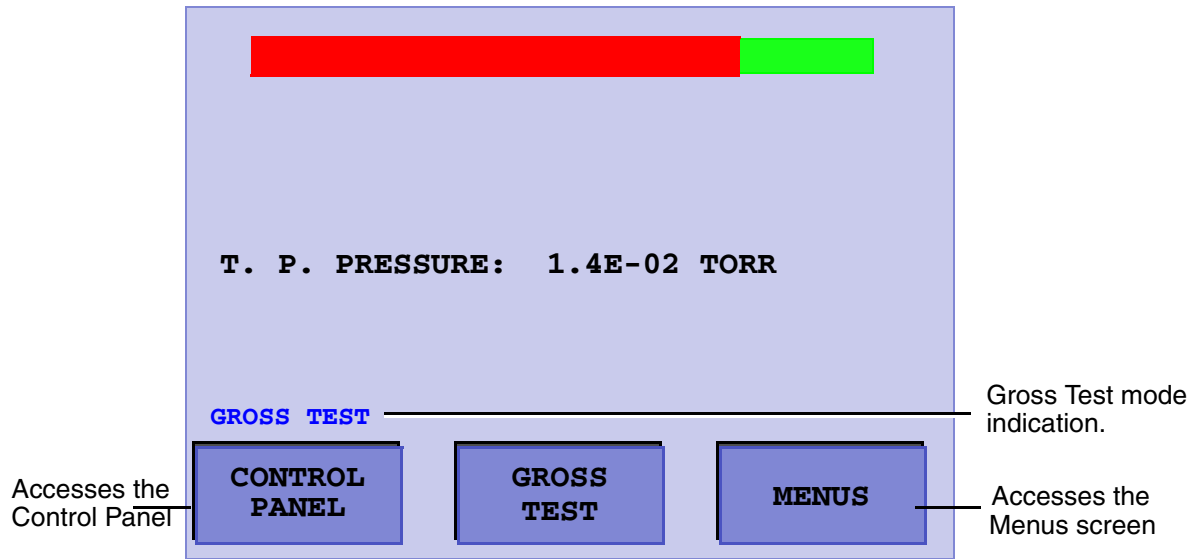 T. P. PRESSURE: 1.4E-02 TORR
GROSS TEST
Gross Test mode
indication.
Accesses the
Control Panel
CONTROL
PANEL
GROSS
TEST
MENUS
Accesses the
Menus screen